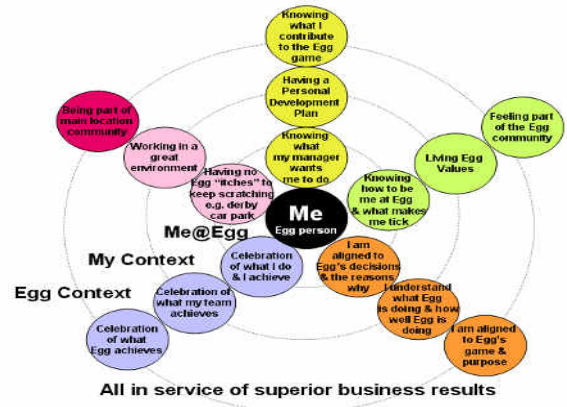 Knowing
what I
contribute
to the Egg
game
Having a
Personal
Development
Plan
Knowing
what
my manager
wants
me to do
Being part of
main location
community
Working in a
great
environment
Having no
Egg "itches" to
keep scratching
e.g. derby
car park
Feeling part
of the Egg
community
Living Egg
Values
Knowing
how to be
me at Egg
& what makes
me tick
Me
Egg person
Me@Egg
My Context
Egg Context
Celebration
of what I do
& I achieve
Celebration of
what my team
achieves
Celebration
of what
Egg achieves
I am
aligned to
Egg's decisions
& the reasons
why
I understand
what Egg
is doing & how
well Egg is
doing
I am aligned
to Egg's
game &
purpose
All in service of superior business results